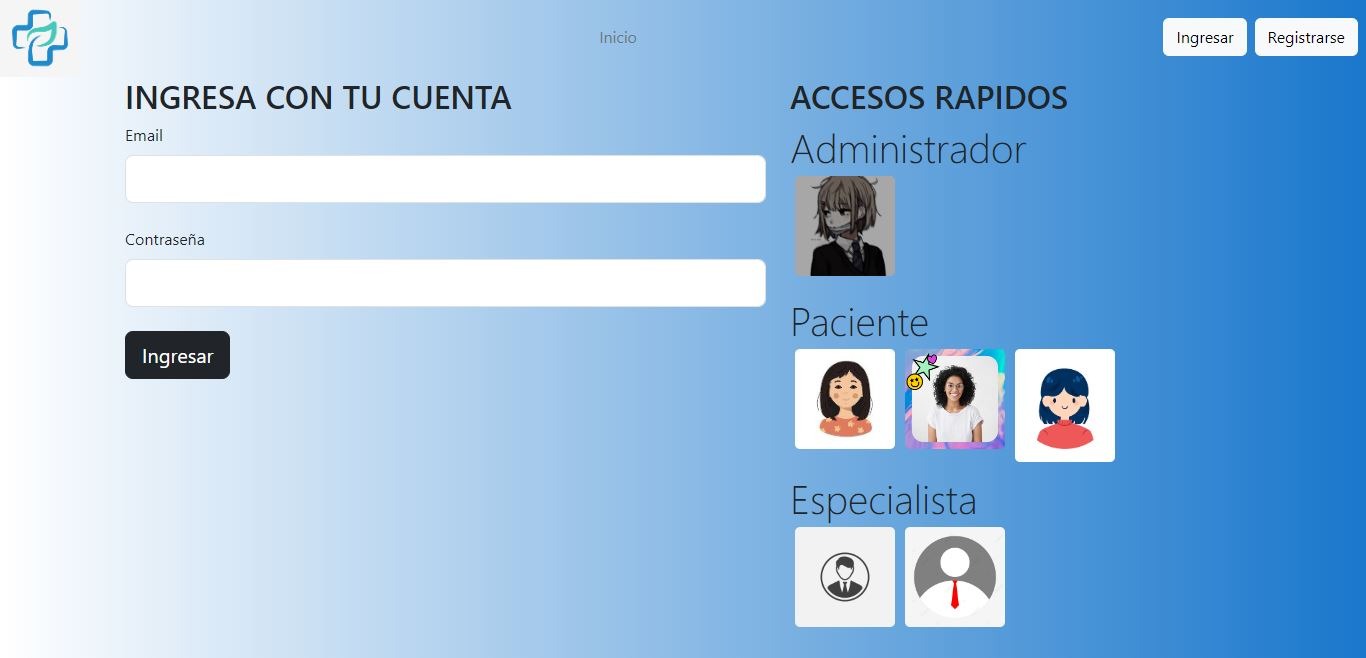 Inicio
Ingresar
Registrarse
INGRESA CON TU CUENTA
Email
Contraseña
Ingresar
ACCESOS RAPIDOS
Administrador
Paciente
Especialista